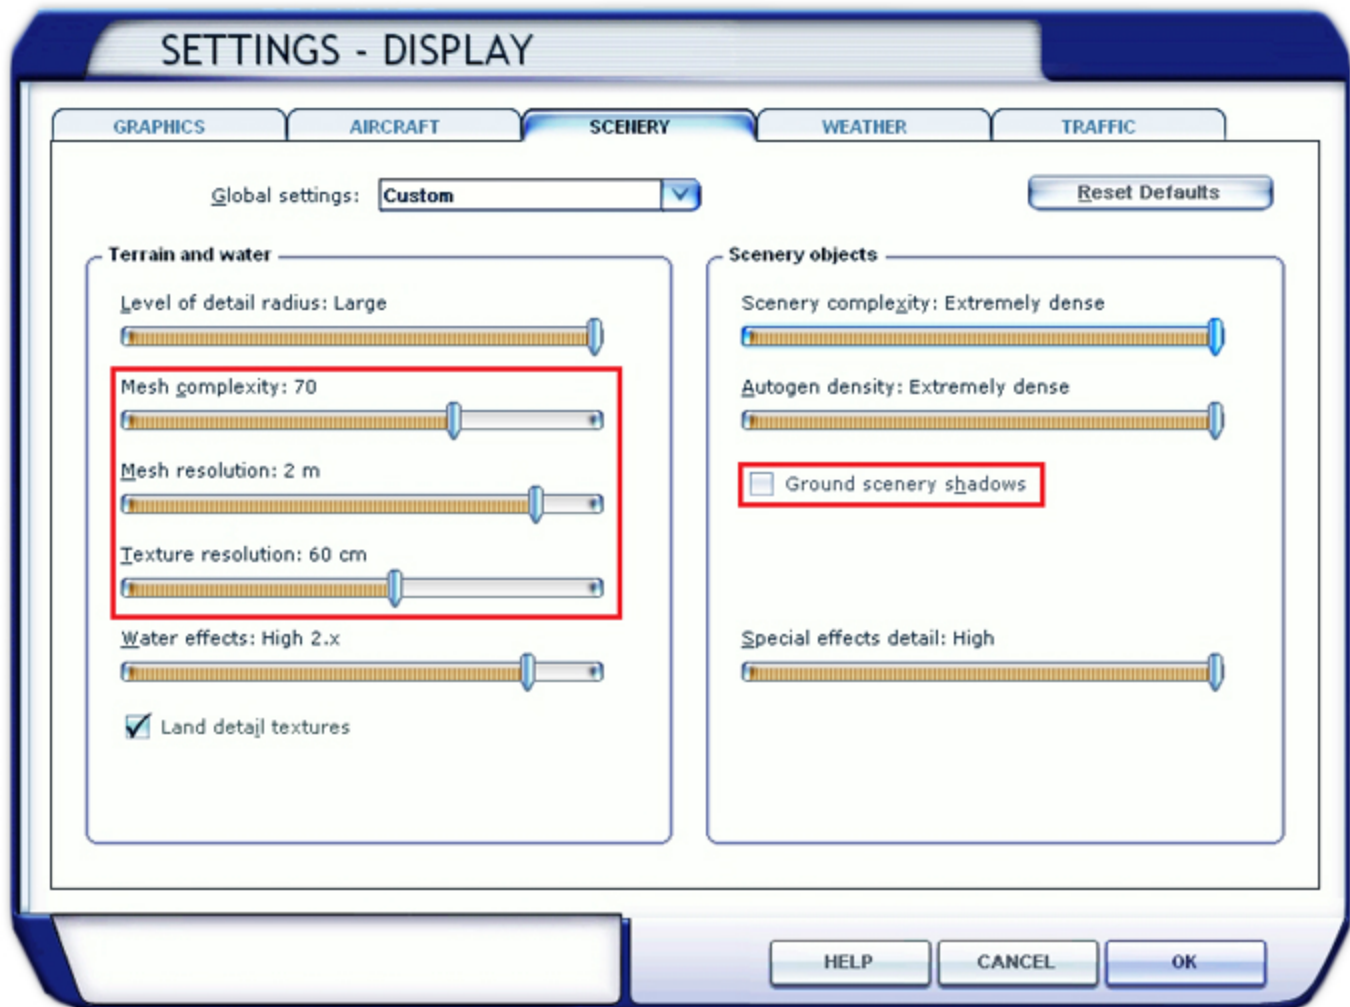 SETTINGS - DISPLAY
GRAPHICS
AIRCRAFT
SCENERY
WEATHER
TRAFFIC
Global settings: Custom
Reset Defaults
Terrain and water
Level of detail radius: Large
Mesh complexity: 70
Mesh resolution: 2 m
Texture resolution: 60 cm
Water effects: High 2.x
Land detail textures
Scenery objects
Scenery complexity: Extremely dense
Autogen density: Extremely dense
Ground scenery shadows
Special effects detail: High
HELP
CANCEL
OK